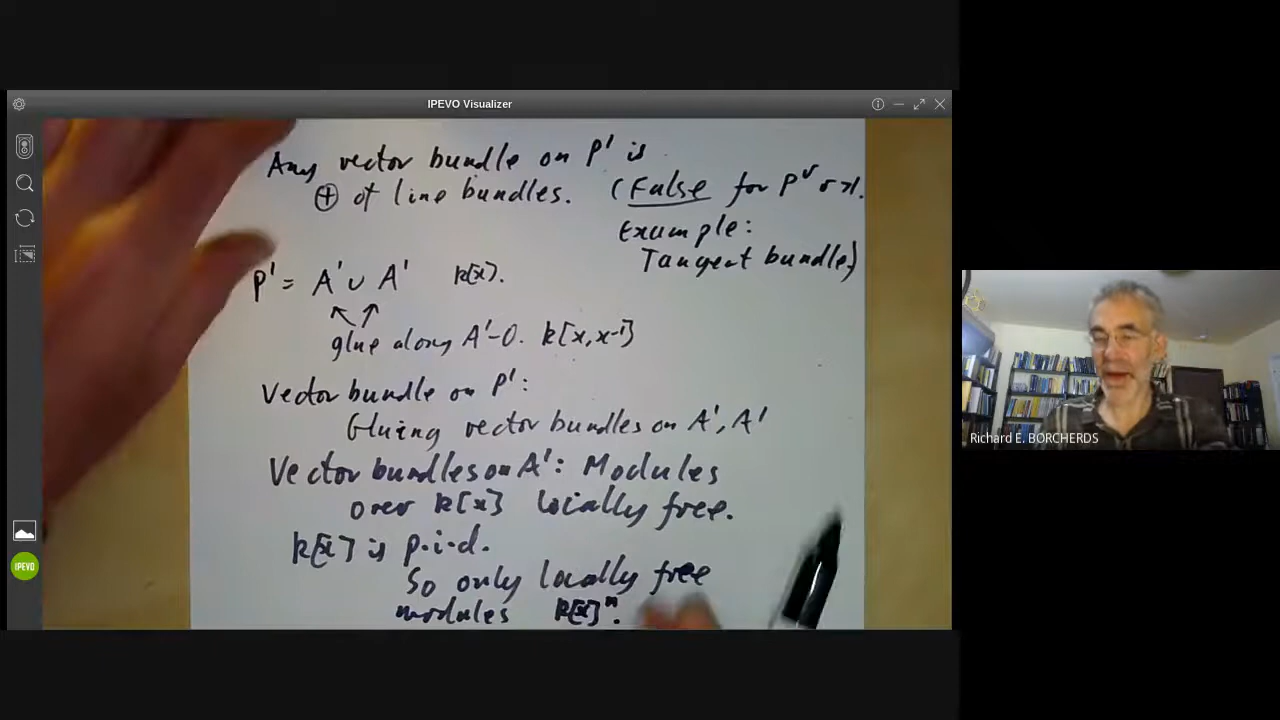 IPEVO Visualizer
Any vector bundle on P¹ is
⊕ of line bundles. (False for Pʳ r>1.
Example:
Tangent bundle)
P¹ = A¹ ∪ A¹ k[x].
glue along A¹-0. k[x, x⁻¹]
Vector bundle on P¹:
Gluing vector bundles on A¹, A¹
Vector bundles on A¹: Modules
over k[x] locally free.
k[x] is p.i.d.
So only locally free
modules k[x]ⁿ.
IPEVO
Richard E. BORCHERDS